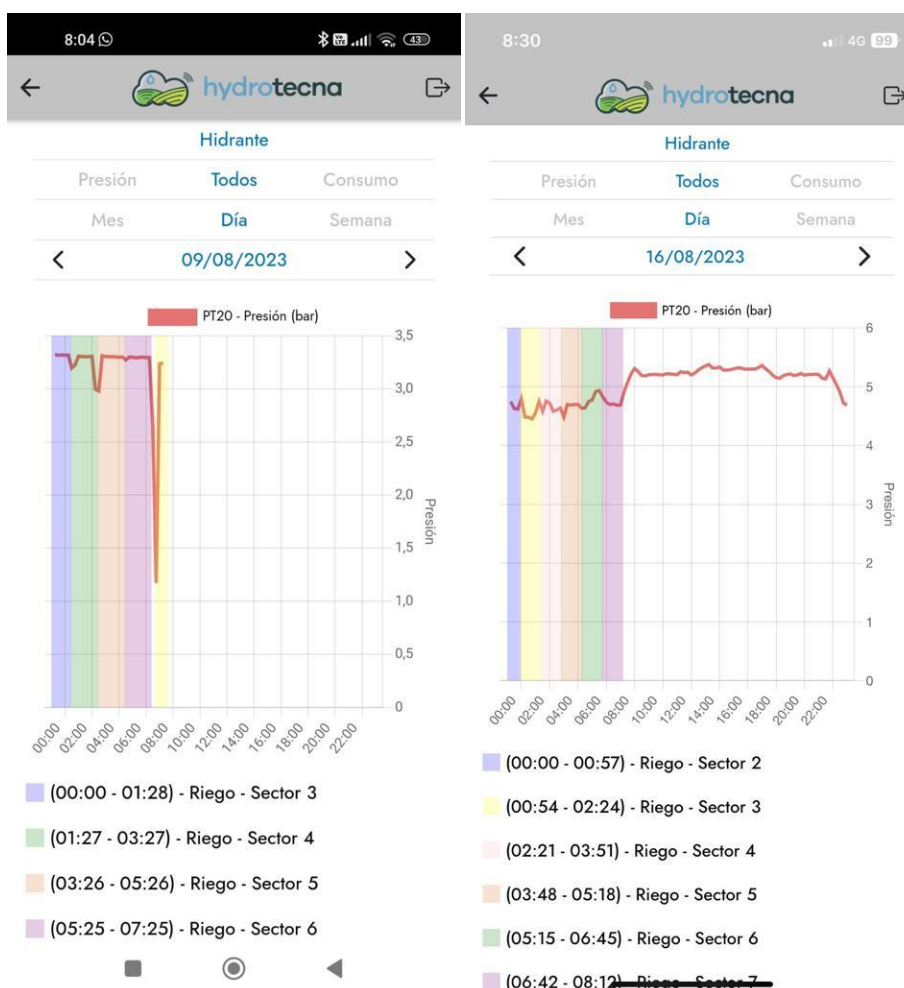 8:04
43
hydrotecna
Hidrante
Presión Todos Consumo
Mes Día Semana
09/08/2023
PT20 - Presión (bar)
3,5
3,0
2,5
2,0
1,5
1,0
0,5
0
Presión
00:00 02:00 04:00 06:00 08:00 10:00 12:00 14:00 16:00 18:00 20:00 22:00
(00:00 - 01:28) - Riego - Sector 3
(01:27 - 03:27) - Riego - Sector 4
(03:26 - 05:26) - Riego - Sector 5
(05:25 - 07:25) - Riego - Sector 6
8:30
4G 99
hydrotecna
Hidrante
Presión Todos Consumo
Mes Día Semana
16/08/2023
PT20 - Presión (bar)
6
5
4
3
2
1
0
Presión
00:00 02:00 04:00 06:00 08:00 10:00 12:00 14:00 16:00 18:00 20:00 22:00
(00:00 - 00:57) - Riego - Sector 2
(00:54 - 02:24) - Riego - Sector 3
(02:21 - 03:51) - Riego - Sector 4
(03:48 - 05:18) - Riego - Sector 5
(05:15 - 06:45) - Riego - Sector 6
(06:42 - 08:12) - Riego - Sector 7